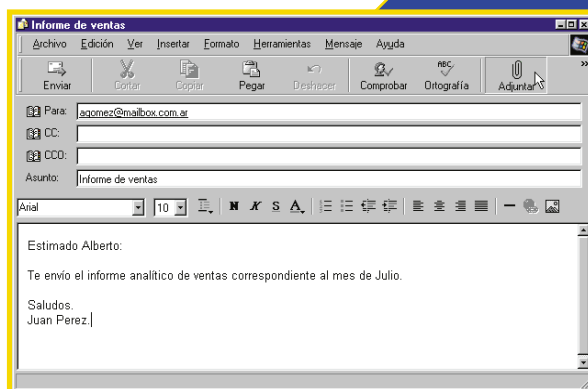 Informe de ventas
Archivo Edición Ver Insertar Formato Herramientas Mensaje Ayuda
ABC
Enviar Cortar Copiar Pegar Deshacer Comprobar Ortografía Adjuntar
Para: agomez@mailbox.com.ar
CC:
CCO:
Asunto: Informe de ventas
Arial 10 N K S A
Estimado Alberto:
Te envío el informe analítico de ventas correspondiente al mes de Julio.
Saludos.
Juan Perez.